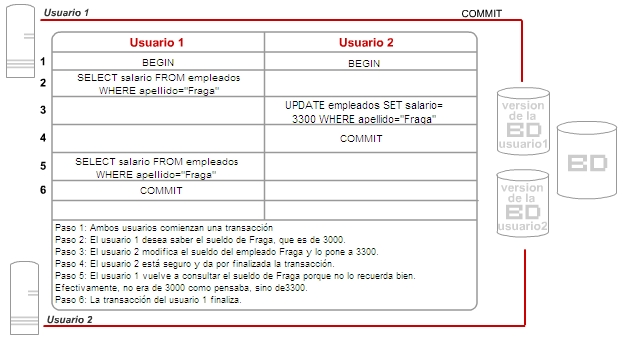 Usuario 1
COMMIT
Usuario 1 Usuario 2
1 BEGIN BEGIN
2 SELECT salario FROM empleados
WHERE apellido="Fraga"
3 UPDATE empleados SET salario=
3300 WHERE apellido="Fraga"
4 COMMIT
5 SELECT salario FROM empleados
WHERE apellido="Fraga"
6 COMMIT
Paso 1: Ambos usuarios comienzan una transacción
Paso 2: El usuario 1 desea saber el sueldo de Fraga, que es de 3000.
Paso 3: El usuario 2 modifica el sueldo del empleado Fraga y lo pone a 3300.
Paso 4: El usuario 2 está seguro y da por finalizada la transacción.
Paso 5: El usuario 1 vuelve a consultar el sueldo de Fraga porque no lo recuerda bien.
Efectivamente, no era de 3000 como pensaba, sino de3300.
Paso 6: La transacción del usuario 1 finaliza.
version
de la
BD
usuario1
BD
version
de la
BD
usuario2
Usuario 2